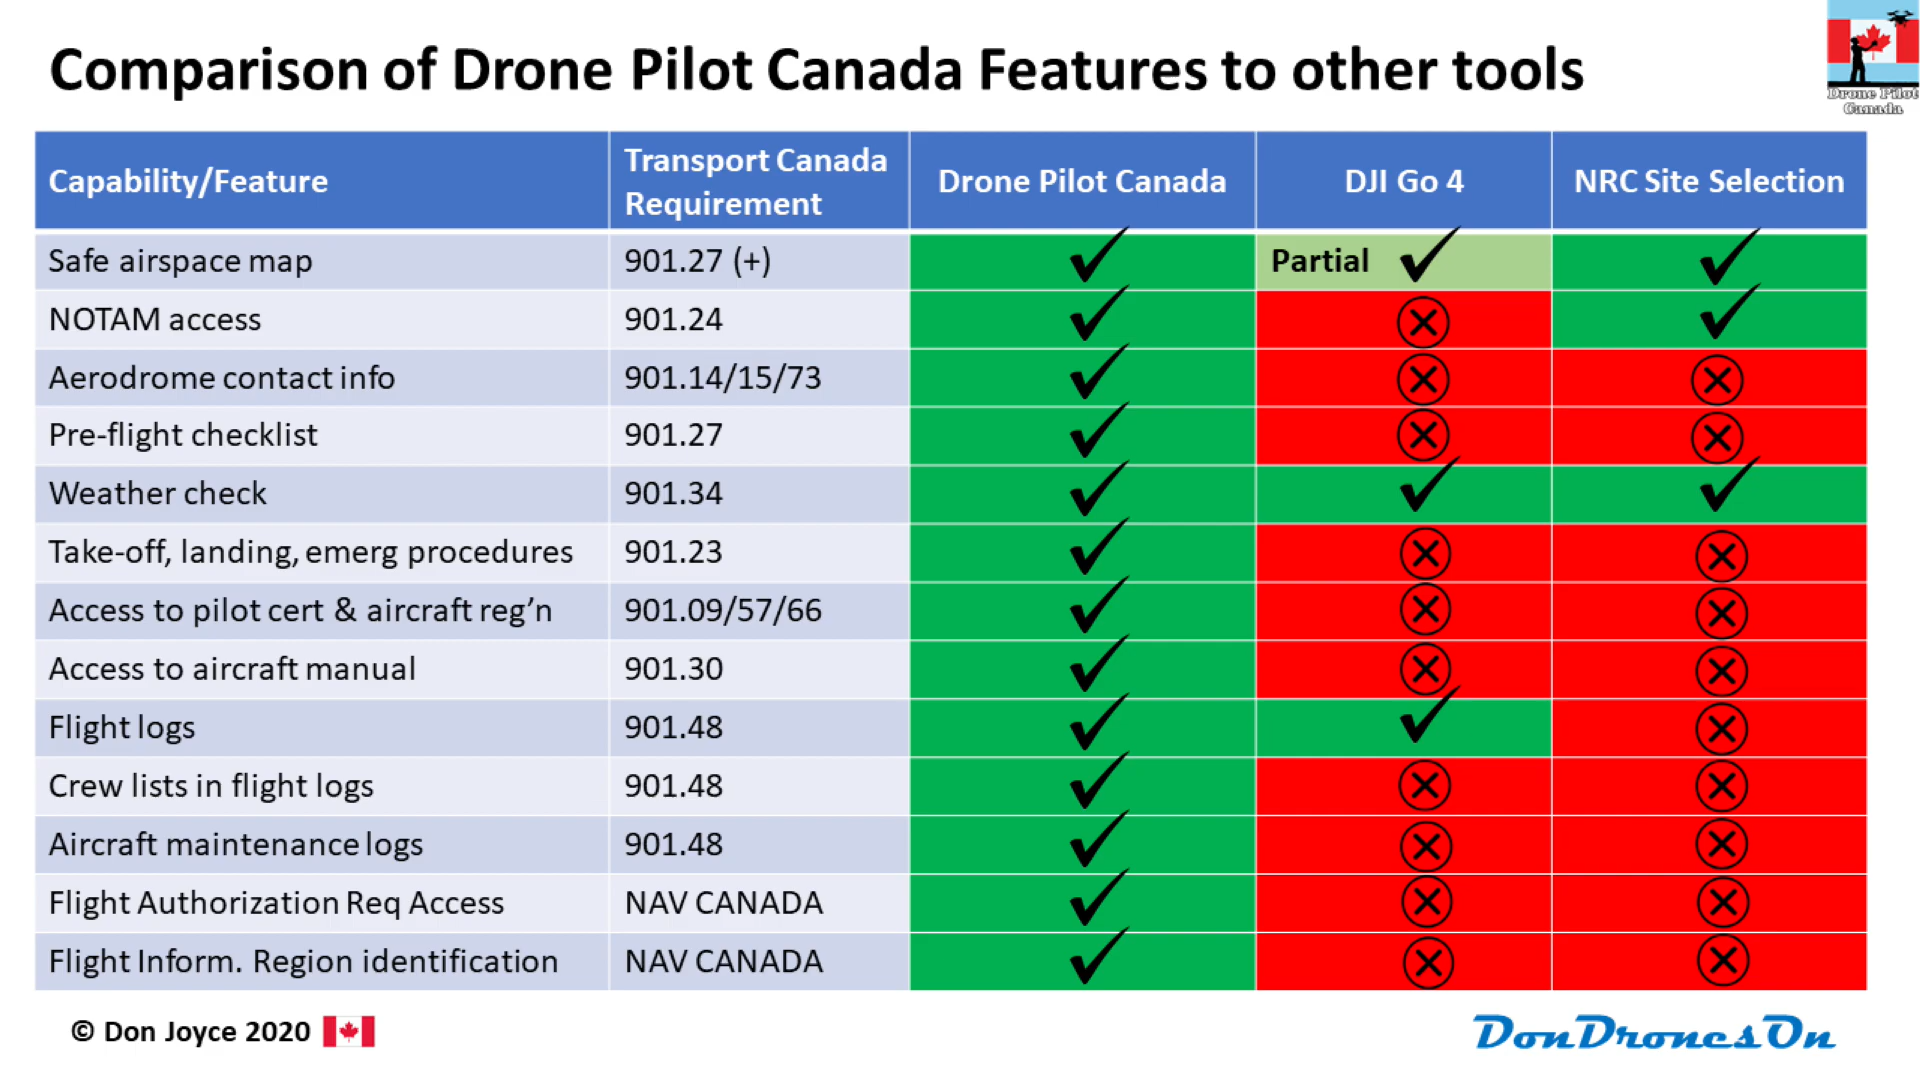 Comparison of Drone Pilot Canada Features to other tools
Drone Pilot
Canada
Capability/Feature
Transport Canada
Requirement
Drone Pilot Canada
DJI Go 4
NRC Site Selection
Safe airspace map 901.27 (+) Partial
NOTAM access 901.24
Aerodrome contact info 901.14/15/73
Pre-flight checklist 901.27
Weather check 901.34
Take-off, landing, emerg procedures 901.23
Access to pilot cert & aircraft reg’n 901.09/57/66
Access to aircraft manual 901.30
Flight logs 901.48
Crew lists in flight logs 901.48
Aircraft maintenance logs 901.48
Flight Authorization Req Access NAV CANADA
Flight Inform. Region identification NAV CANADA
© Don Joyce 2020
DonDronesOn